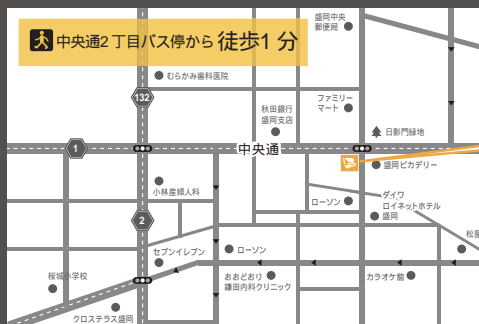 盛岡中央
郵便局
中央通2丁目バス停から徒歩1分
むらかみ歯科医院
132
ファミリー
マート
秋田銀行
盛岡支店
日影門緑地
1
中央通
盛岡ピカデリー
小林産婦人科
ローソン
ダイワ
ロイネットホテル
盛岡
2
セブンイレブン
ローソン
桜城小学校
おおどおり
鎌田内科クリニック
カラオケ館
クロステラス盛岡